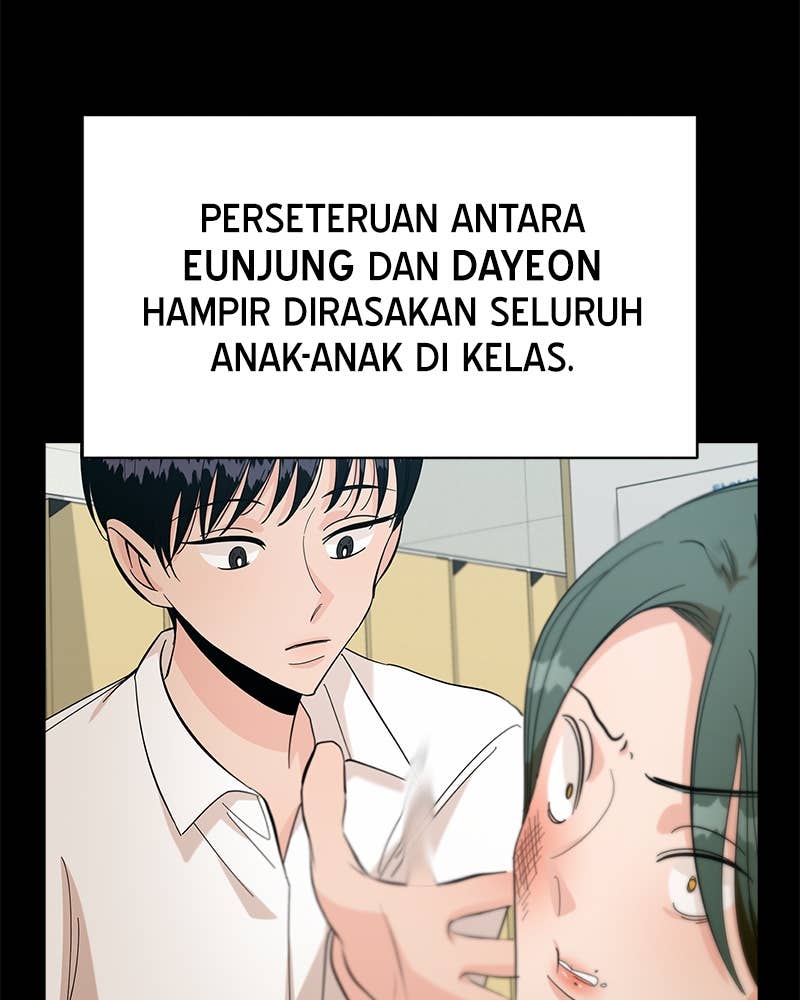 PERSETERUAN ANTARA
EUNJUNG DAN DAYEON
HAMPIR DIRASAKAN SELURUH
ANAK-ANAK DI KELAS.